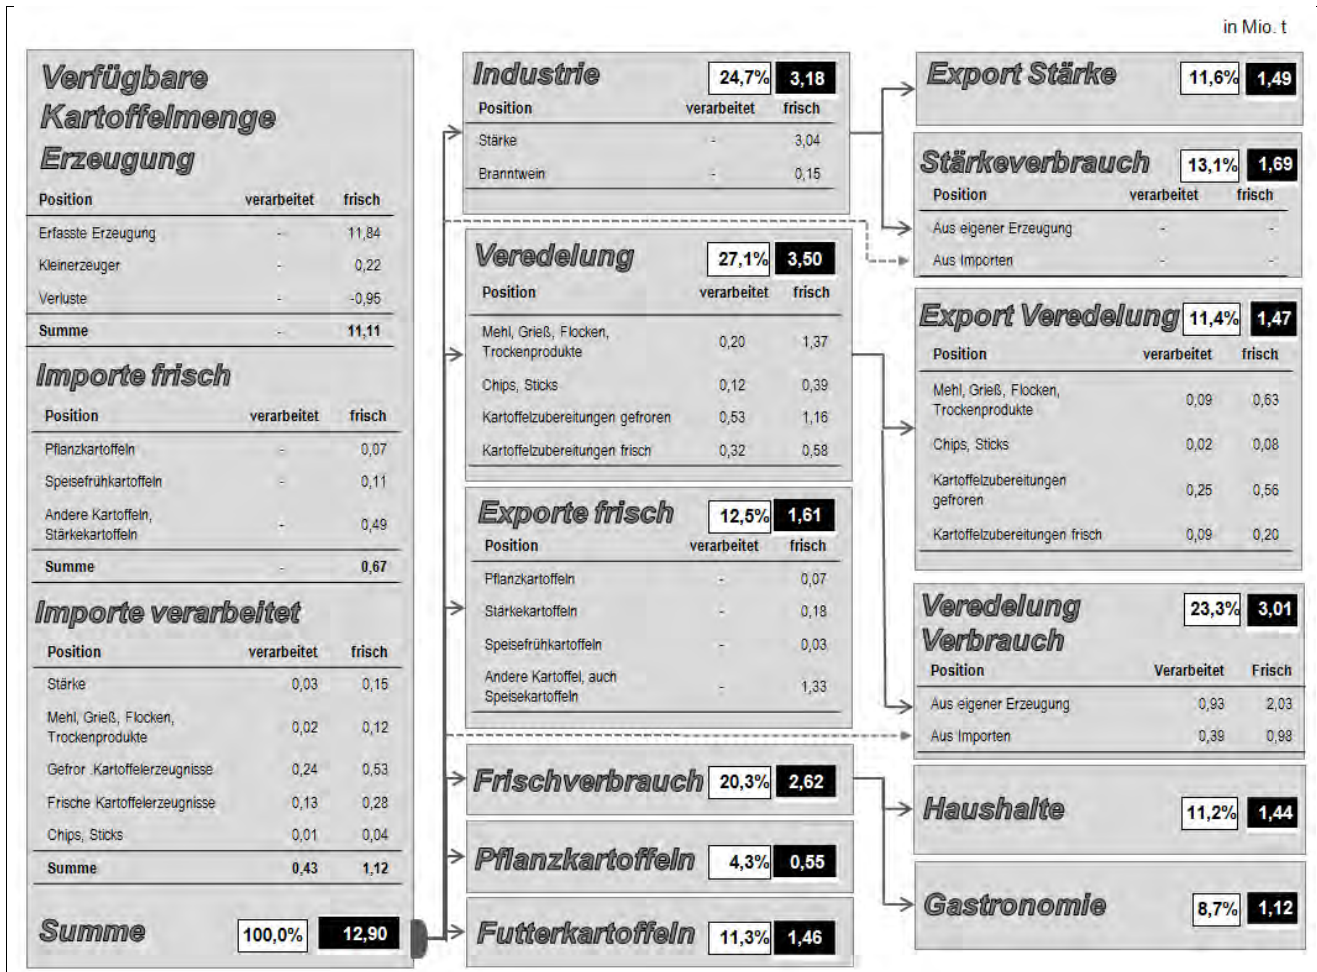 in Mio. t
Verfügbare
Kartoffelmenge
Erzeugung
Position verarbeitet frisch
Erfasste Erzeugung - 11,84
Kleinerzeuger - 0,22
Verluste - -0,95
Summe - 11,11
Importe frisch
Position verarbeitet frisch
Pflanzkartoffeln - 0,07
Speisefrühkartoffeln - 0,11
Andere Kartoffeln,
Stärkekartoffeln - 0,49
Summe - 0,67
Importe verarbeitet
Position verarbeitet frisch
Stärke 0,03 0,15
Mehl, Grieß, Flocken,
Trockenprodukte 0,02 0,12
Gefror .Kartoffelerzeugnisse 0,24 0,53
Frische Kartoffelerzeugnisse 0,13 0,28
Chips, Sticks 0,01 0,04
Summe 0,43 1,12
Summe 100,0% 12,90
Industrie 24,7% 3,18
Position verarbeitet frisch
Stärke - 3,04
Branntwein - 0,15
Veredelung 27,1% 3,50
Position verarbeitet frisch
Mehl, Grieß, Flocken,
Trockenprodukte 0,20 1,37
Chips, Sticks 0,12 0,39
Kartoffelzubereitungen gefroren 0,53 1,16
Kartoffelzubereitungen frisch 0,32 0,58
Exporte frisch 12,5% 1,61
Position verarbeitet frisch
Pflanzkartoffeln - 0,07
Stärkekartoffeln - 0,18
Speisefrühkartoffeln - 0,03
Andere Kartoffel, auch
Speisekartoffeln - 1,33
Frischverbrauch 20,3% 2,62
Pflanzkartoffeln 4,3% 0,55
Futterkartoffeln 11,3% 1,46
Export Stärke 11,6% 1,49
Stärkeverbrauch 13,1% 1,69
Position verarbeitet frisch
Aus eigener Erzeugung - -
Aus Importen - -
Export Veredelung 11,4% 1,47
Position verarbeitet frisch
Mehl, Grieß, Flocken,
Trockenprodukte 0,09 0,63
Chips, Sticks 0,02 0,08
Kartoffelzubereitungen
gefroren 0,25 0,56
Kartoffelzubereitungen frisch 0,09 0,20
Veredelung 23,3% 3,01
Verbrauch
Position Verarbeitet Frisch
Aus eigener Erzeugung 0,93 2,03
Aus Importen 0,39 0,98
Haushalte 11,2% 1,44
Gastronomie 8,7% 1,12